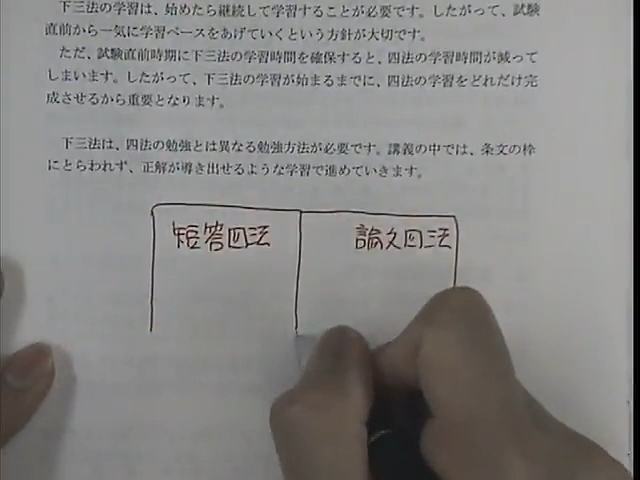 下三法の学習は、始めたら継続して学習することが必要です。したがって、試験
直前から一気に学習ペースをあげていくという方針が大切です。
ただ、試験直前時期に下三法の学習時間を確保すると、四法の学習時間が減って
しまいます。したがって、下三法の学習が始まるまでに、四法の学習をどれだけ完
成させるから重要となります。
下三法は、四法の勉強とは異なる勉強方法が必要です。講義の中では、条文の枠
にとらわれず、正解が導き出せるような学習で進めていきます。
短答四法
論文四法